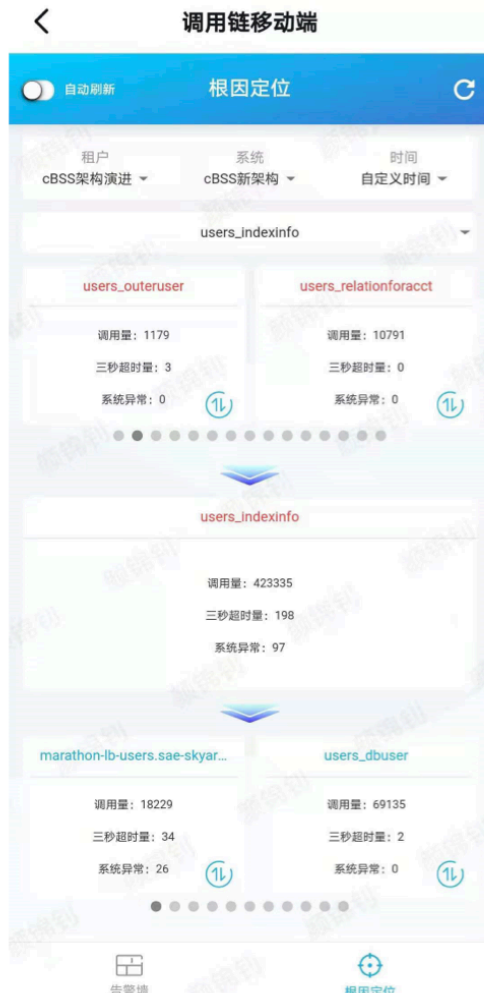 调用链移动端
自动刷新 根因定位
租户 系统 时间
cBSS架构演进 cBSS新架构 自定义时间
users_indexinfo
users_outeruser users_relationforacct
调用量：1179 调用量：10791
三秒超时量：3 三秒超时量：0
系统异常：0 系统异常：0
users_indexinfo
调用量：423335
三秒超时量：198
系统异常：97
marathon-lb-users.sae-skyar... users_dbuser
调用量：18229 调用量：69135
三秒超时量：34 三秒超时量：2
系统异常：26 系统异常：0
告警墙 根因定位